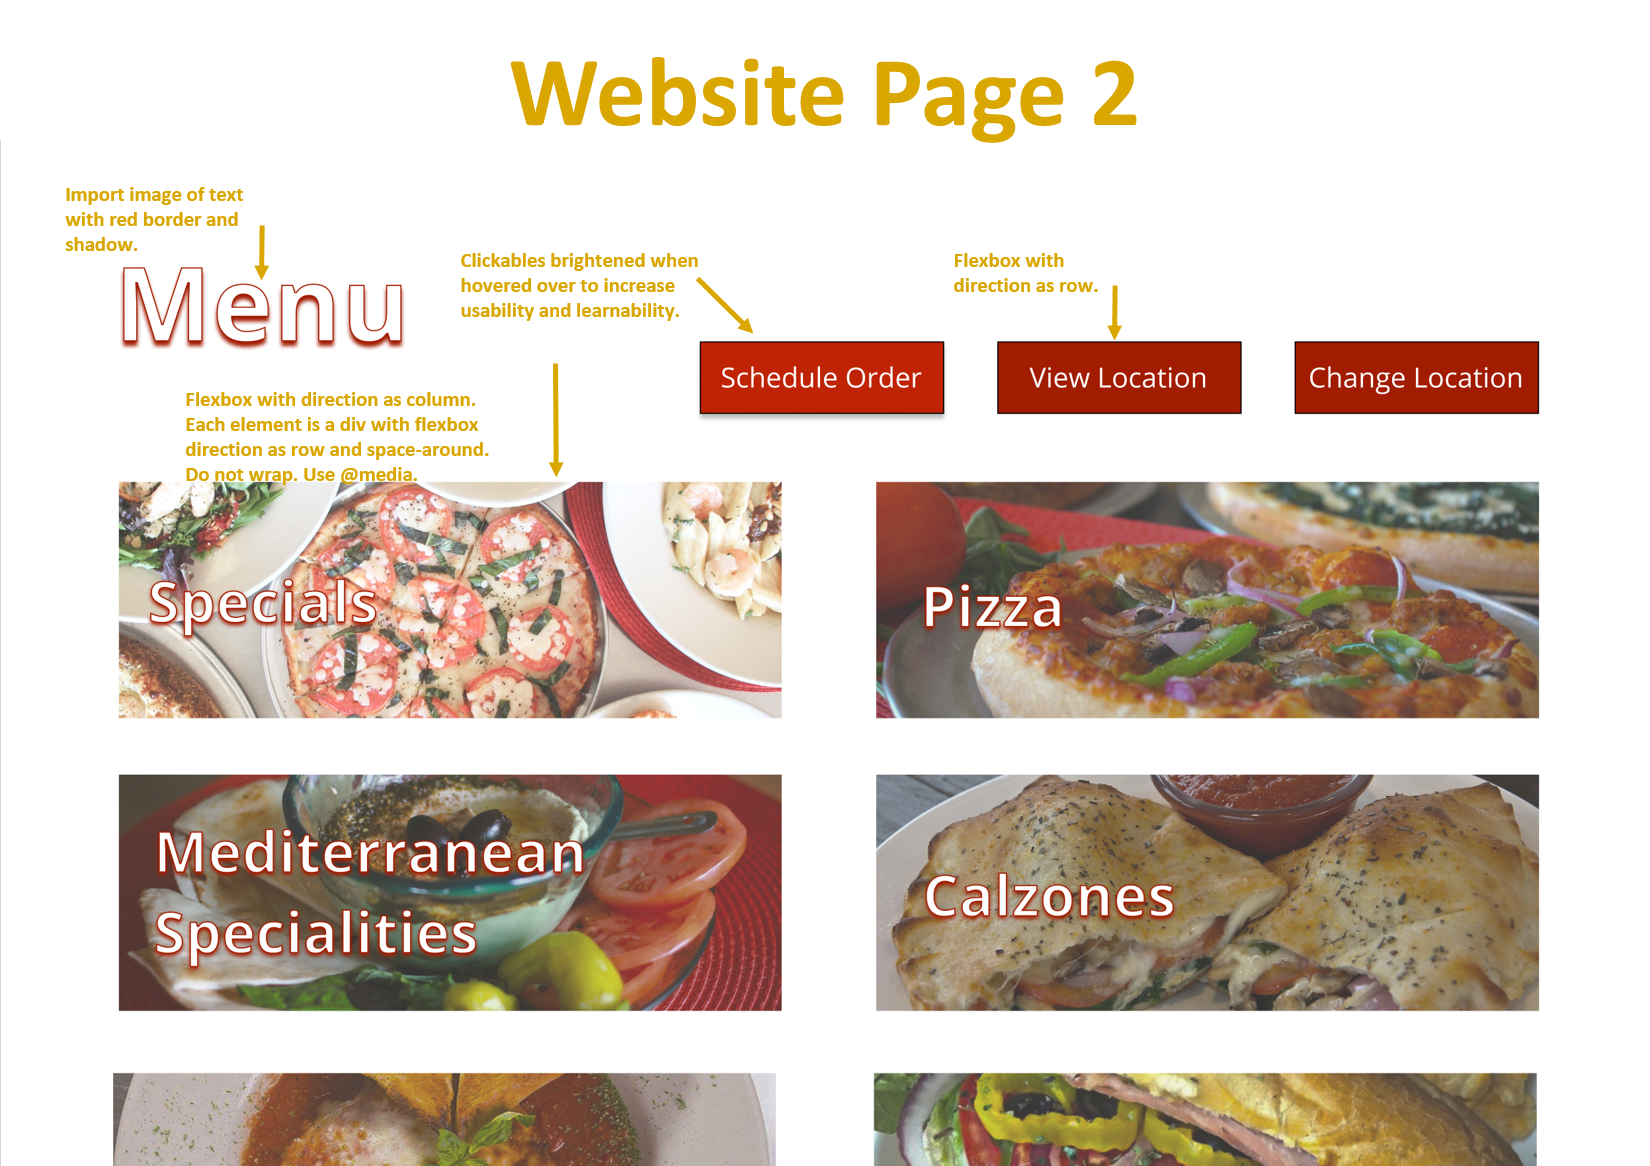 Website Page 2
Import image of text
with red border and
shadow.
Menu
Clickables brightened when
hovered over to increase
usability and learnability.
Flexbox with
direction as row.
Schedule Order
View Location
Change Location
Flexbox with direction as column.
Each element is a div with flexbox
direction as row and space-around.
Do not wrap. Use @media.
Specials
Pizza
Mediterranean
Specialities
Calzones